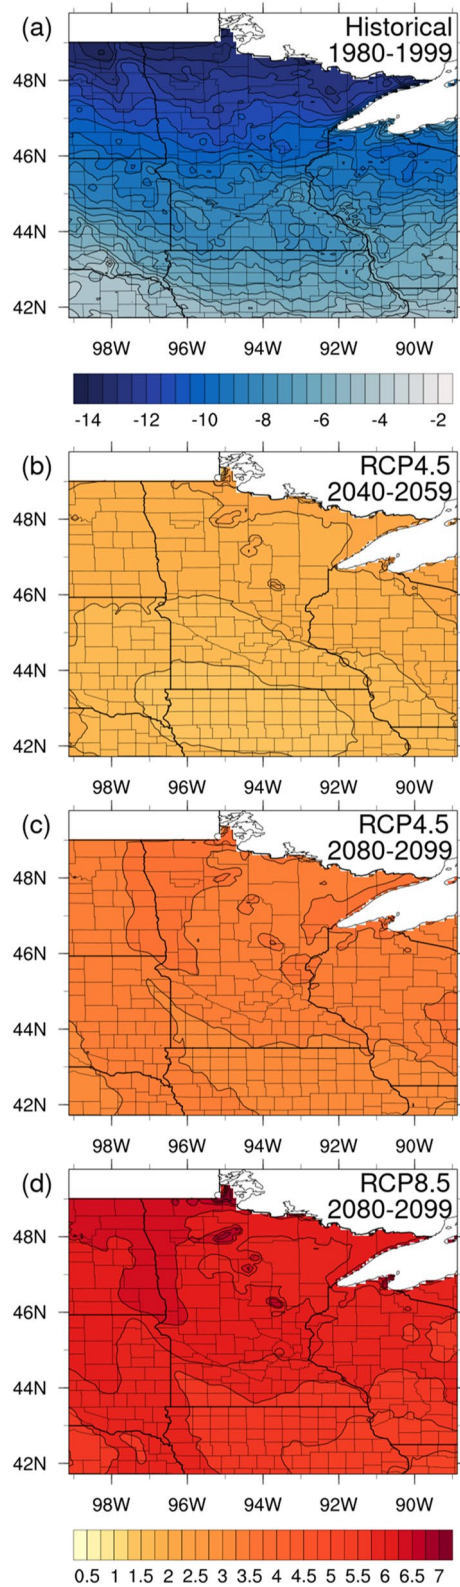 (a)
Historical
1980-1999
48N
46N
44N
42N
98W 96W 94W 92W 90W
-14 -12 -10 -8 -6 -4 -2
(b)
RCP4.5
2040-2059
48N
46N
44N
42N
98W 96W 94W 92W 90W
(c)
RCP4.5
2080-2099
48N
46N
44N
42N
98W 96W 94W 92W 90W
(d)
RCP8.5
2080-2099
48N
46N
44N
42N
98W 96W 94W 92W 90W
0.5 1 1.5 2 2.5 3 3.5 4 4.5 5 5.5 6 6.5 7